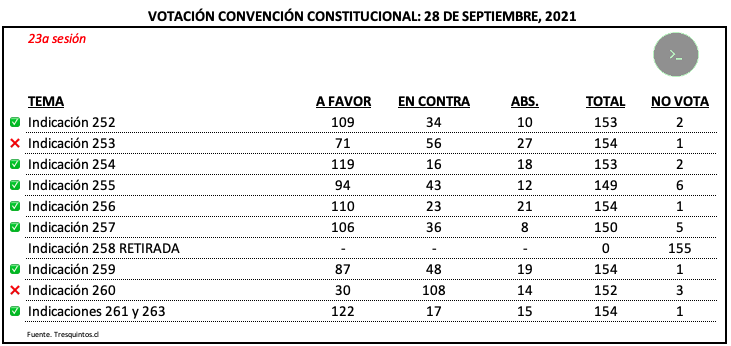 VOTACIÓN CONVENCIÓN CONSTITUCIONAL: 28 DE SEPTIEMBRE, 2021
23a sesión
>_
TEMA A FAVOR EN CONTRA ABS. TOTAL NO VOTA
✅ Indicación 252 109 34 10 153 2
❌ Indicación 253 71 56 27 154 1
✅ Indicación 254 119 16 18 153 2
✅ Indicación 255 94 43 12 149 6
✅ Indicación 256 110 23 21 154 1
✅ Indicación 257 106 36 8 150 5
Indicación 258 RETIRADA - - - 0 155
✅ Indicación 259 87 48 19 154 1
❌ Indicación 260 30 108 14 152 3
✅ Indicaciones 261 y 263 122 17 15 154 1
Fuente. Tresquintos.cl